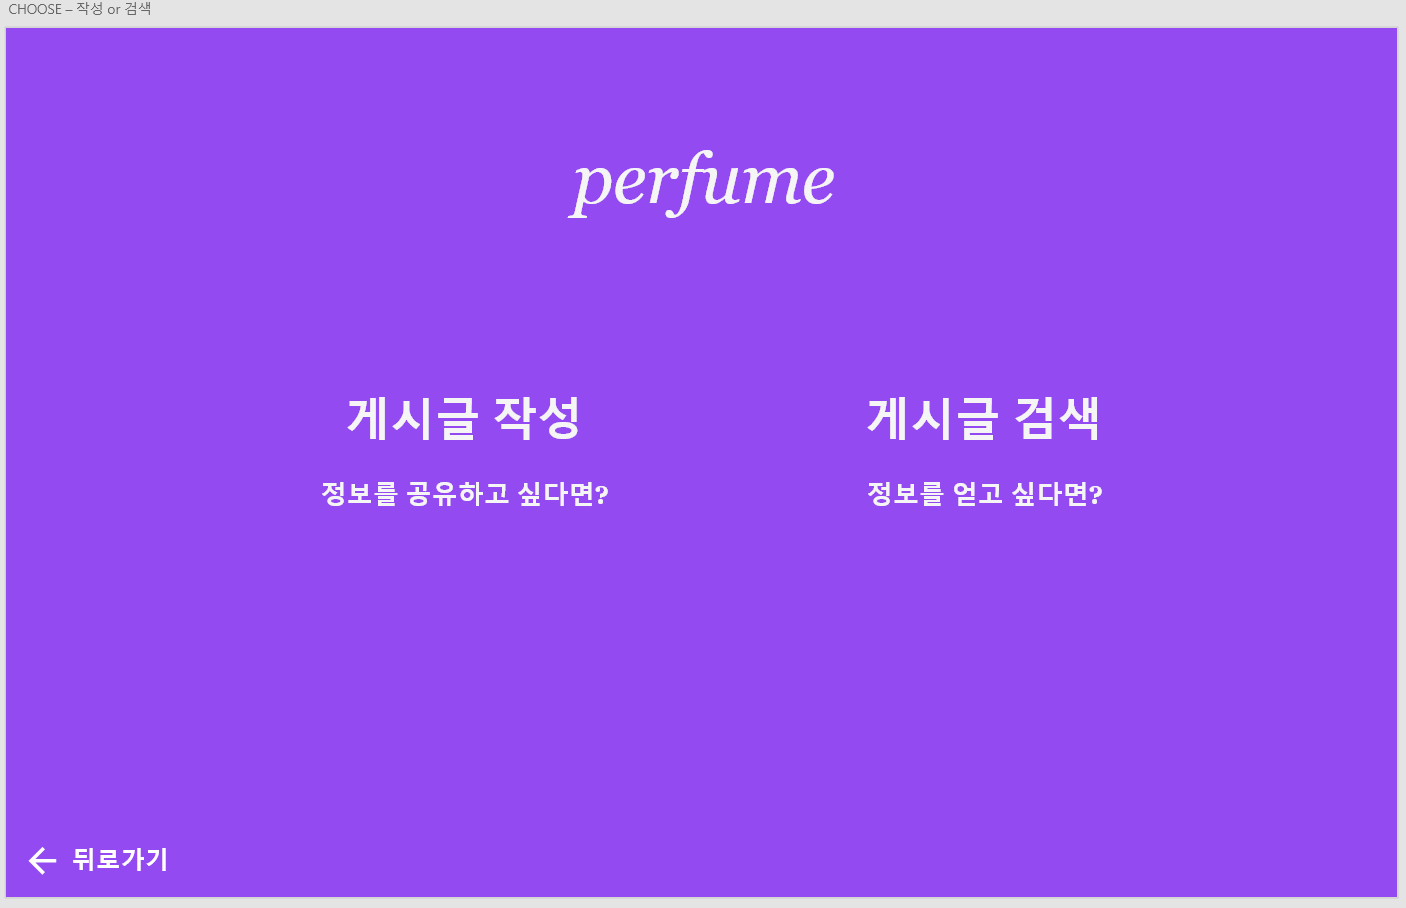 CHOOSE – 작성 or 검색
perfume
게시글 작성
정보를 공유하고 싶다면?
게시글 검색
정보를 얻고 싶다면?
뒤로가기